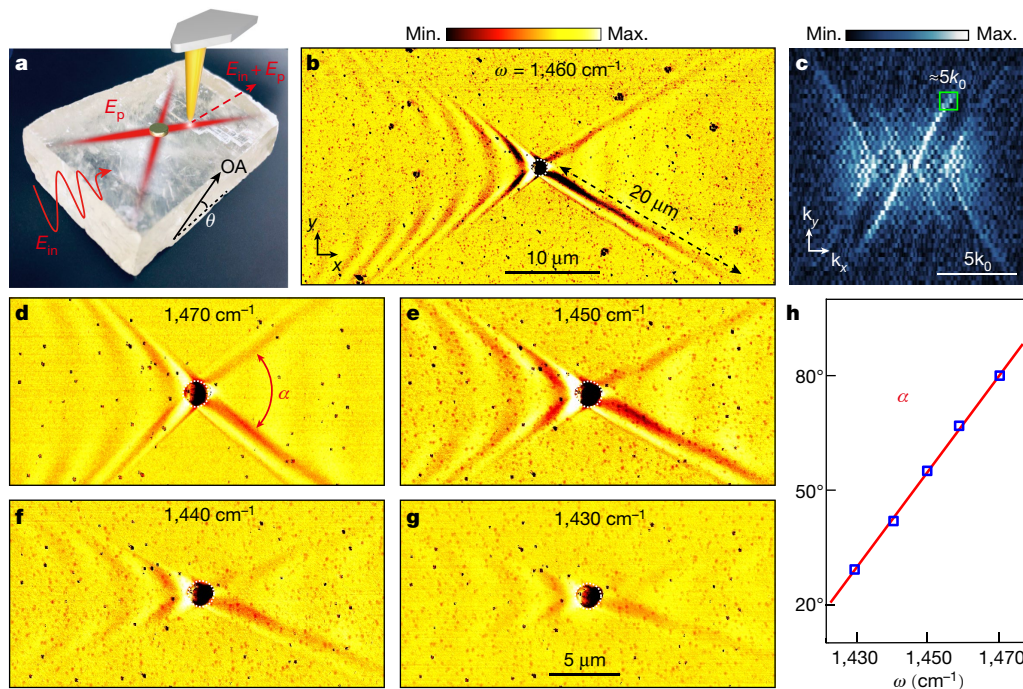 Min. Max.
Min. Max.
a
E_in + E_p
E_p
OA
θ
E_in
b
ω = 1,460 cm⁻¹
20 μm
y
x
10 μm
c
≈5k₀
k_y
k_x
5k₀
d
1,470 cm⁻¹
α
e
1,450 cm⁻¹
f
1,440 cm⁻¹
g
1,430 cm⁻¹
5 μm
h
α
80°
50°
20°
1,430 1,450 1,470
ω (cm⁻¹)